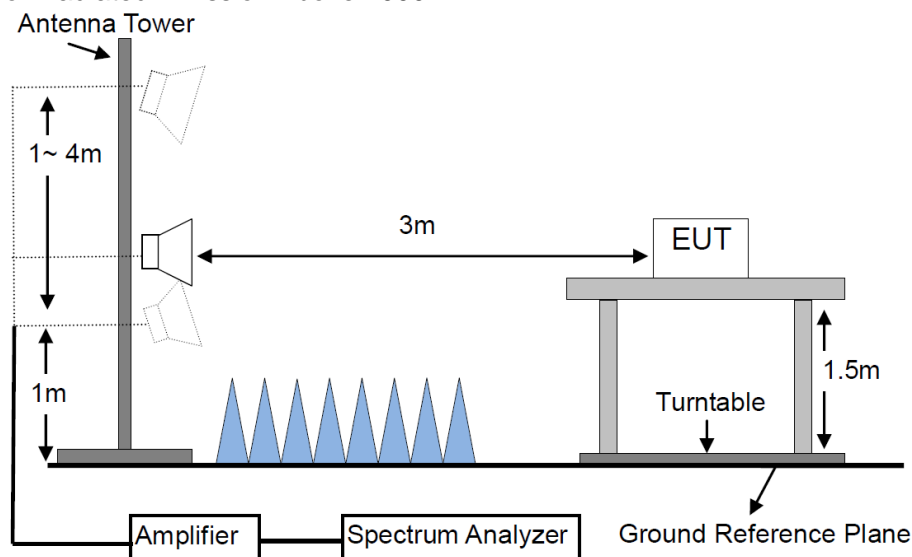 Antenna Tower
1~ 4m
3m
EUT
1m
1.5m
Turntable
Amplifier
Spectrum Analyzer
Ground Reference Plane